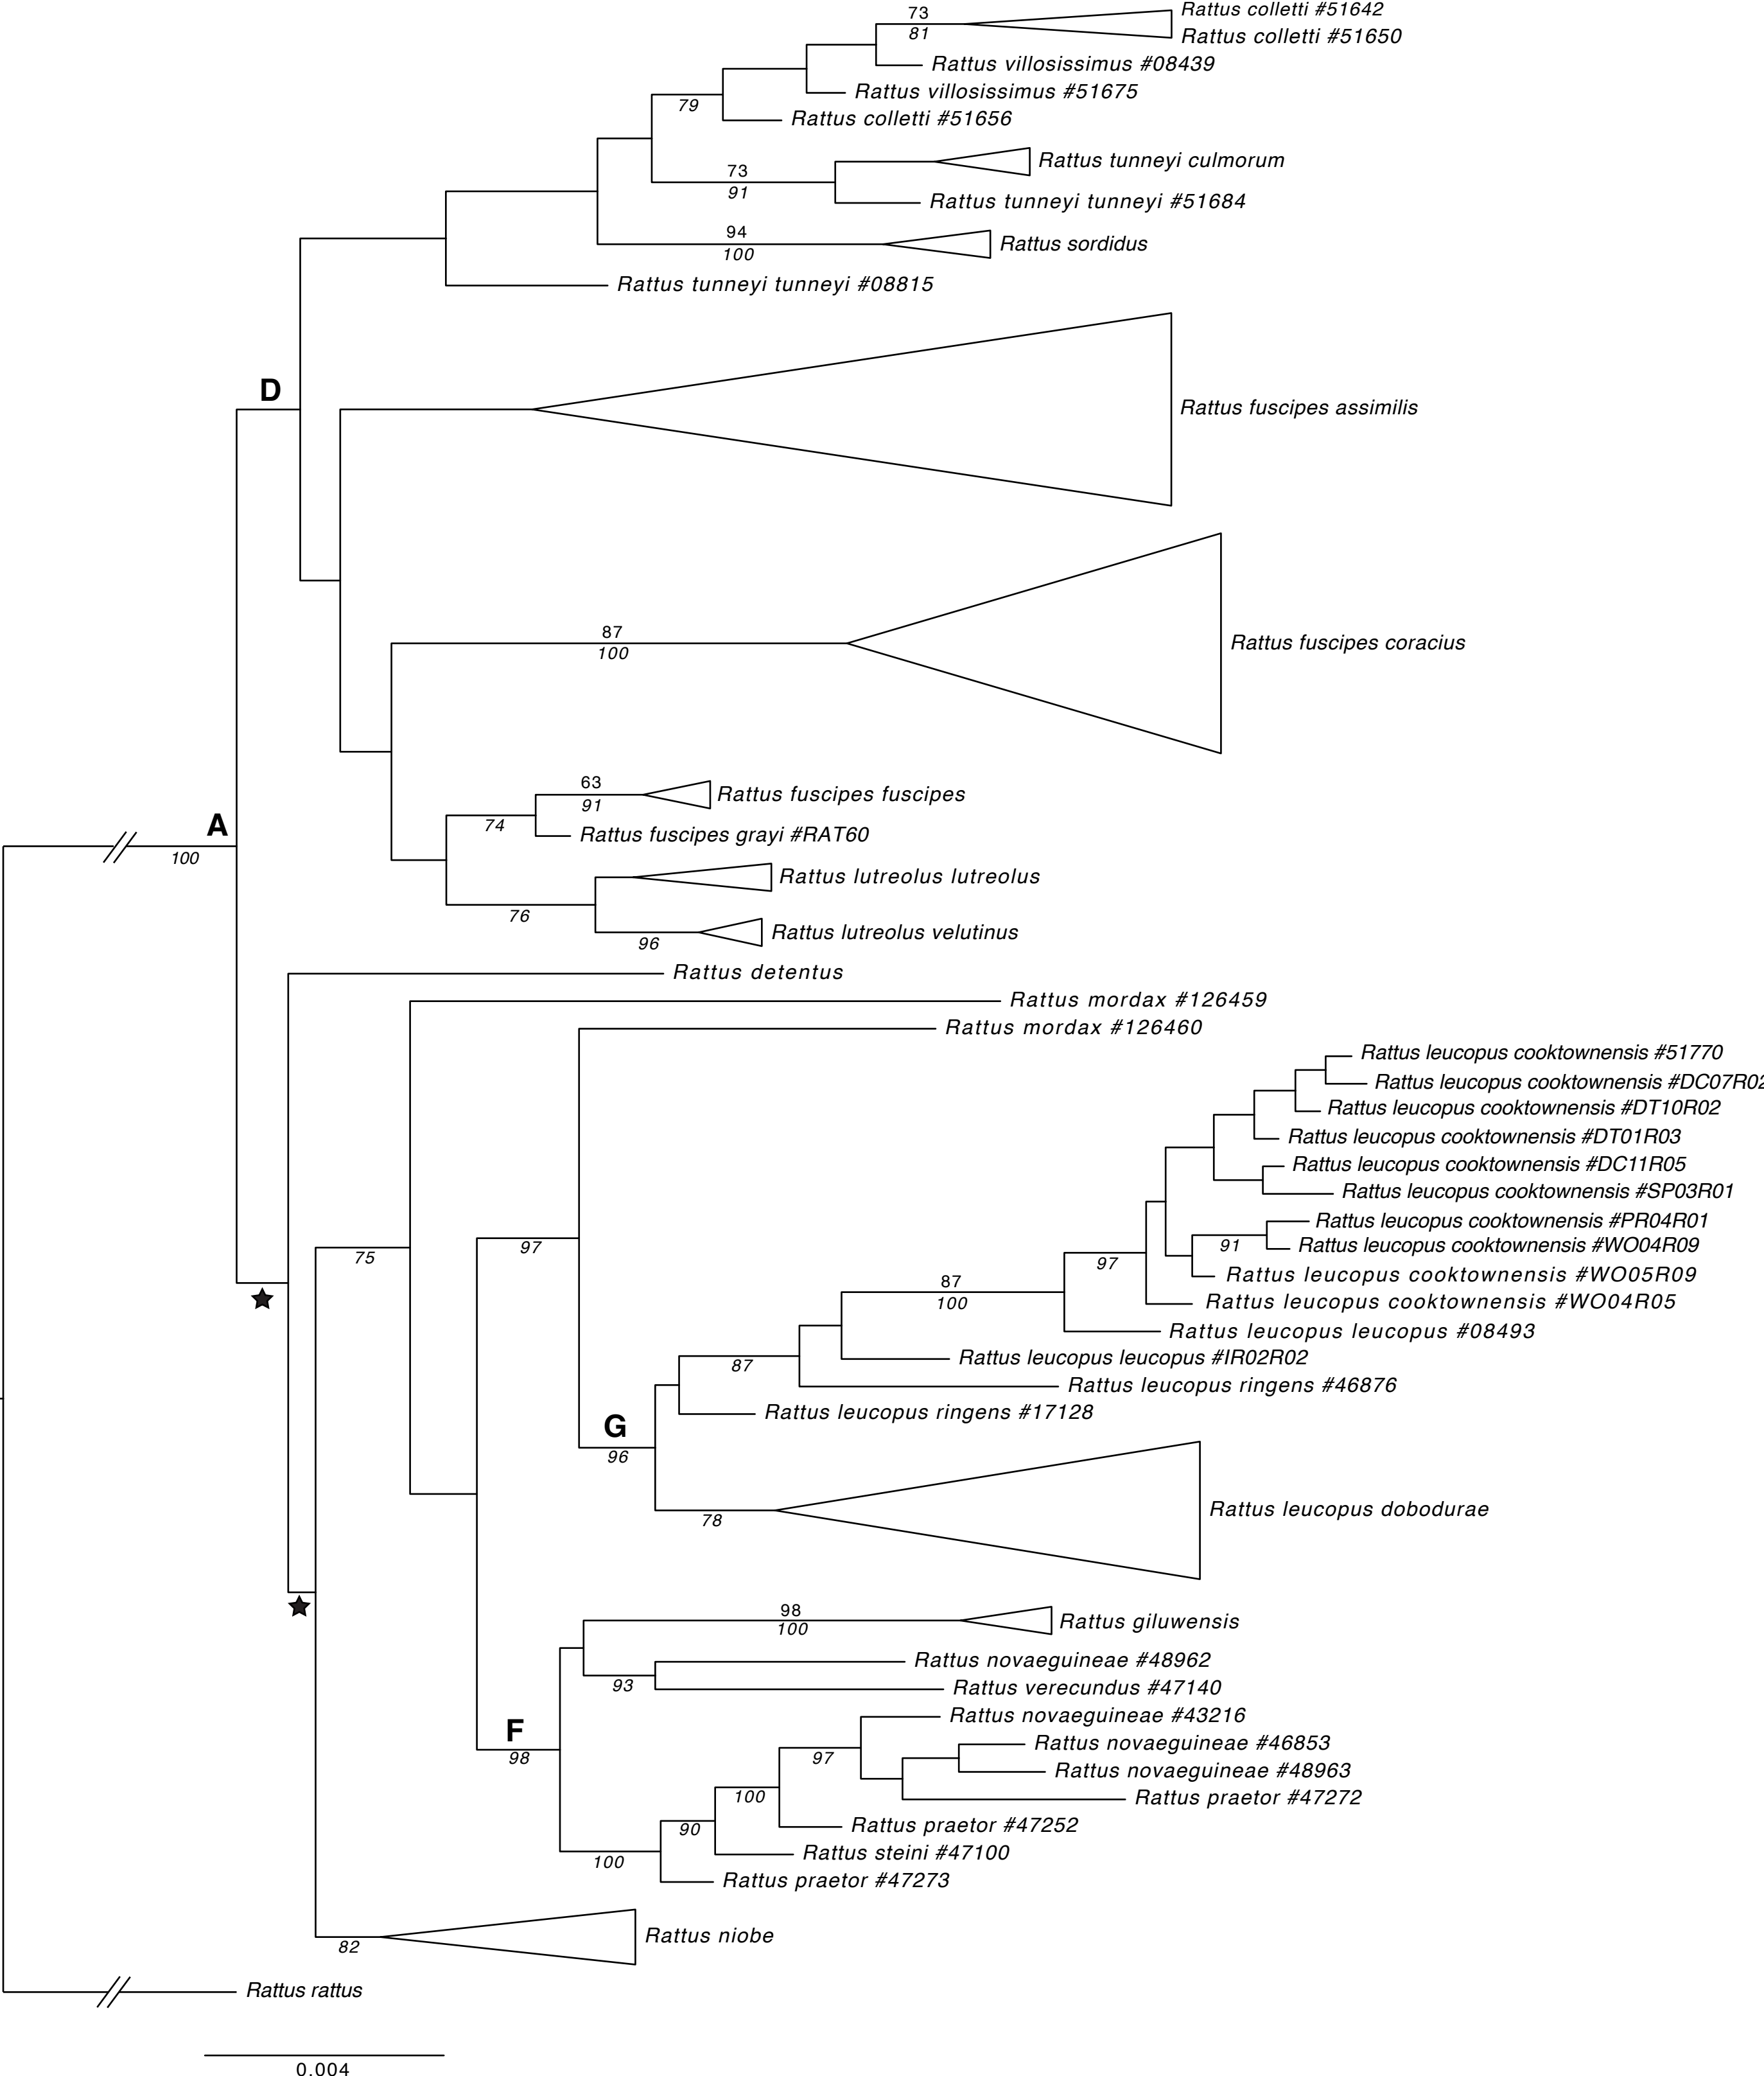 73
Rattus colletti #51642
81
Rattus colletti #51650
Rattus villosissimus #08439
Rattus villosissimus #51675
79
Rattus colletti #51656
Rattus tunneyi culmorum
73
91
Rattus tunneyi tunneyi #51684
94
Rattus sordidus
100
Rattus tunneyi tunneyi #08815
D
Rattus fuscipes assimilis
87
Rattus fuscipes coracius
100
63
Rattus fuscipes fuscipes
91
74
Rattus fuscipes grayi #RAT60
A
100
Rattus lutreolus lutreolus
76
Rattus lutreolus velutinus
96
Rattus detentus
Rattus mordax #126459
Rattus mordax #126460
Rattus leucopus cooktownensis #51770
Rattus leucopus cooktownensis #DC07R02
Rattus leucopus cooktownensis #DT10R02
Rattus leucopus cooktownensis #DT01R03
Rattus leucopus cooktownensis #DC11R05
Rattus leucopus cooktownensis #SP03R01
Rattus leucopus cooktownensis #PR04R01
91
Rattus leucopus cooktownensis #WO04R09
97
75
97
Rattus leucopus cooktownensis #WO05R09
87
100
Rattus leucopus cooktownensis #WO04R05
Rattus leucopus leucopus #08493
Rattus leucopus leucopus #IR02R02
87
Rattus leucopus ringens #46876
Rattus leucopus ringens #17128
G
96
Rattus leucopus dobodurae
78
98
Rattus giluwensis
100
Rattus novaeguineae #48962
93
Rattus verecundus #47140
Rattus novaeguineae #43216
F
98
97
Rattus novaeguineae #46853
Rattus novaeguineae #48963
100
Rattus praetor #47272
90
Rattus praetor #47252
100
Rattus steini #47100
Rattus praetor #47273
Rattus niobe
82
Rattus rattus
0.004